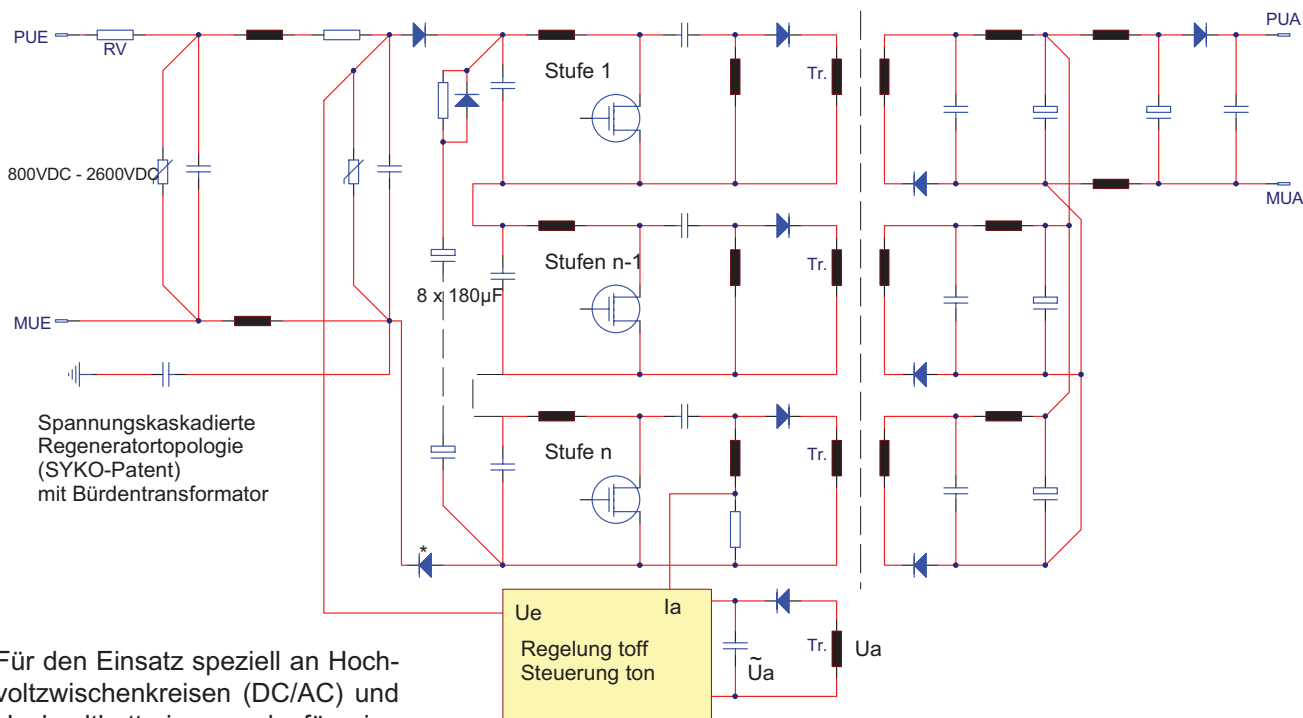 PUE
RV
Stufe 1
Tr.
PUA
800VDC - 2600VDC
MUA
Stufen n-1
Tr.
8 x 180µF
MUE
Spannungskaskadierte
Regeneratortopologie
(SYKO-Patent)
mit Bürdentransformator
Stufe n
Tr.
*
Ue
Ia
Regelung toff
Steuerung ton
Ũa
Tr.
Ua
Für den Einsatz speziell an Hoch-
voltzwischenkreisen (DC/AC) und